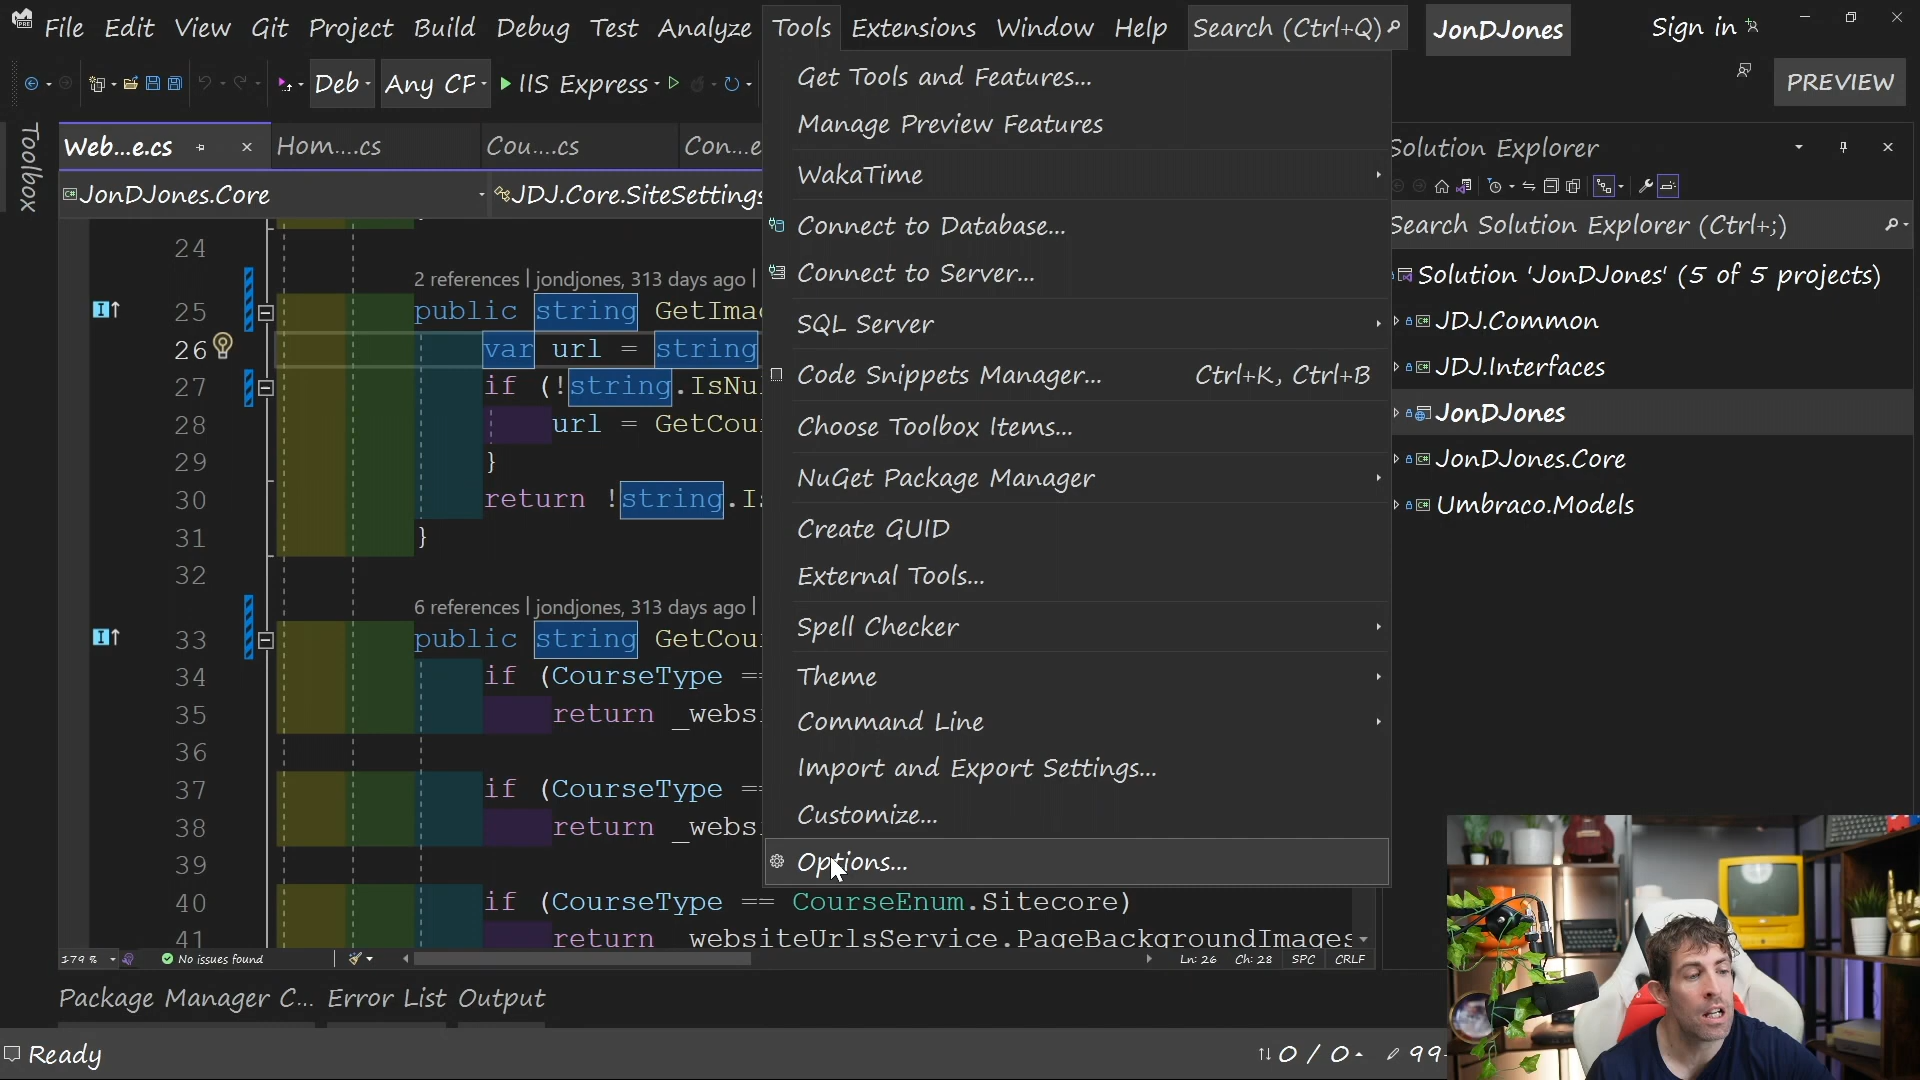 File Edit View Git Project Build Debug Test Analyze Tools Extensions Window Help Search (Ctrl+Q) JonDJones Sign in
Deb Any CF IIS Express PREVIEW
Toolbox
Web...e.cs Hom....cs Cou....cs Con...e
JonDJones.Core JDJ.Core.SiteSettings
24
2 references | jondjones, 313 days ago |
25 public string GetImag
26 var url = string
27 if (!string.IsNul
28 url = GetCou
29 }
30 return !string.Is
31 }
32
6 references | jondjones, 313 days ago |
33 public string GetCou
34 if (CourseType ==
35 return _webs
36
37 if (CourseType ==
38 return _webs
39
40 if (CourseType == CourseEnum.Sitecore)
41 return websiteUrlsService.PageBackgroundImages
179 % No issues found Ln: 26 Ch: 28 SPC CRLF
Package Manager C... Error List Output
Ready 0 / 0 99
Get Tools and Features...
Manage Preview Features
WakaTime
Connect to Database...
Connect to Server...
SQL Server
Code Snippets Manager... Ctrl+K, Ctrl+B
Choose Toolbox Items...
NuGet Package Manager
Create GUID
External Tools...
Spell Checker
Theme
Command Line
Import and Export Settings...
Customize...
Options...
Solution Explorer
Search Solution Explorer (Ctrl+;)
Solution 'JonDJones' (5 of 5 projects)
JDJ.Common
JDJ.Interfaces
JonDJones
JonDJones.Core
Umbraco.Models